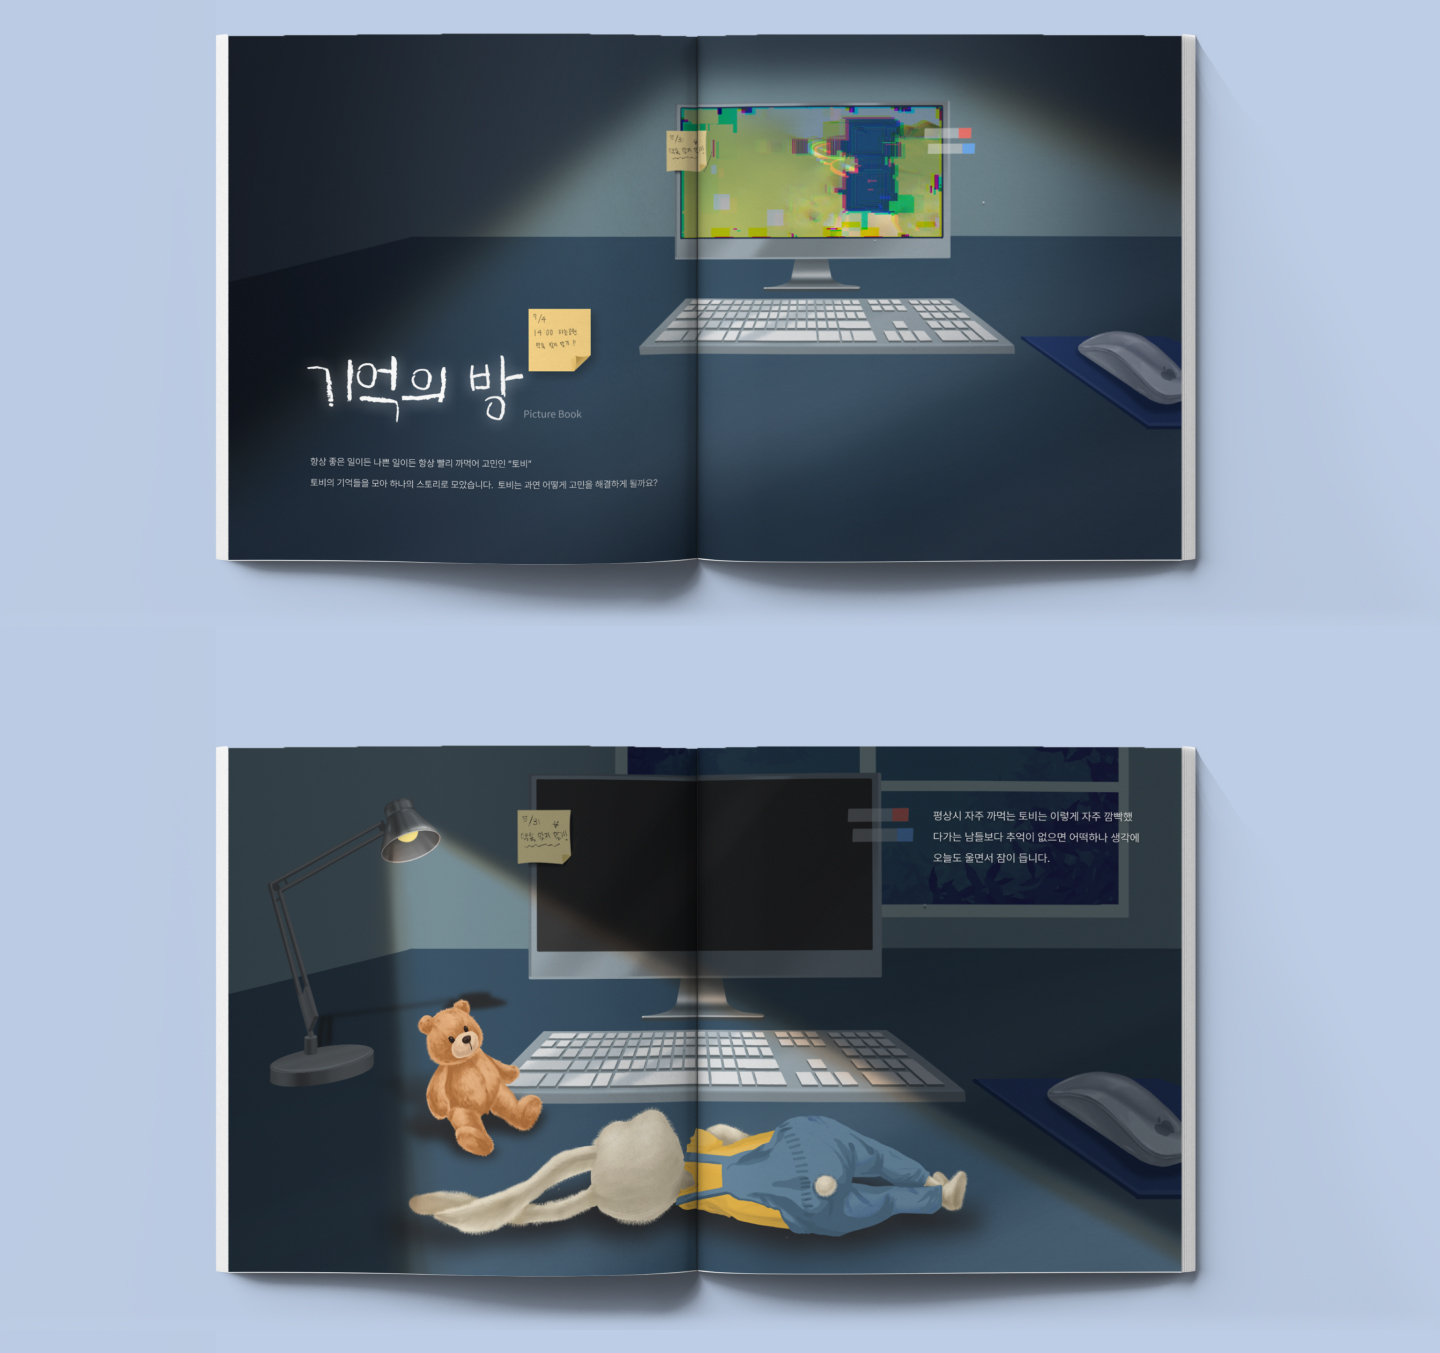 7/4
14:00
기억의 방
Picture Book
항상 좋은 일이든 나쁜 일이든 항상 빨리 까먹어 고민인 “토비”
토비의 기억들을 모아 하나의 스토리로 모았습니다. 토비는 과연 어떻게 고민을 해결하게 될까요?
평상시 자주 까먹는 토비는 이렇게 자주 깜빡했
다가는 남들보다 추억이 없으면 어떡하나 생각에
오늘도 울면서 잠이 듭니다.